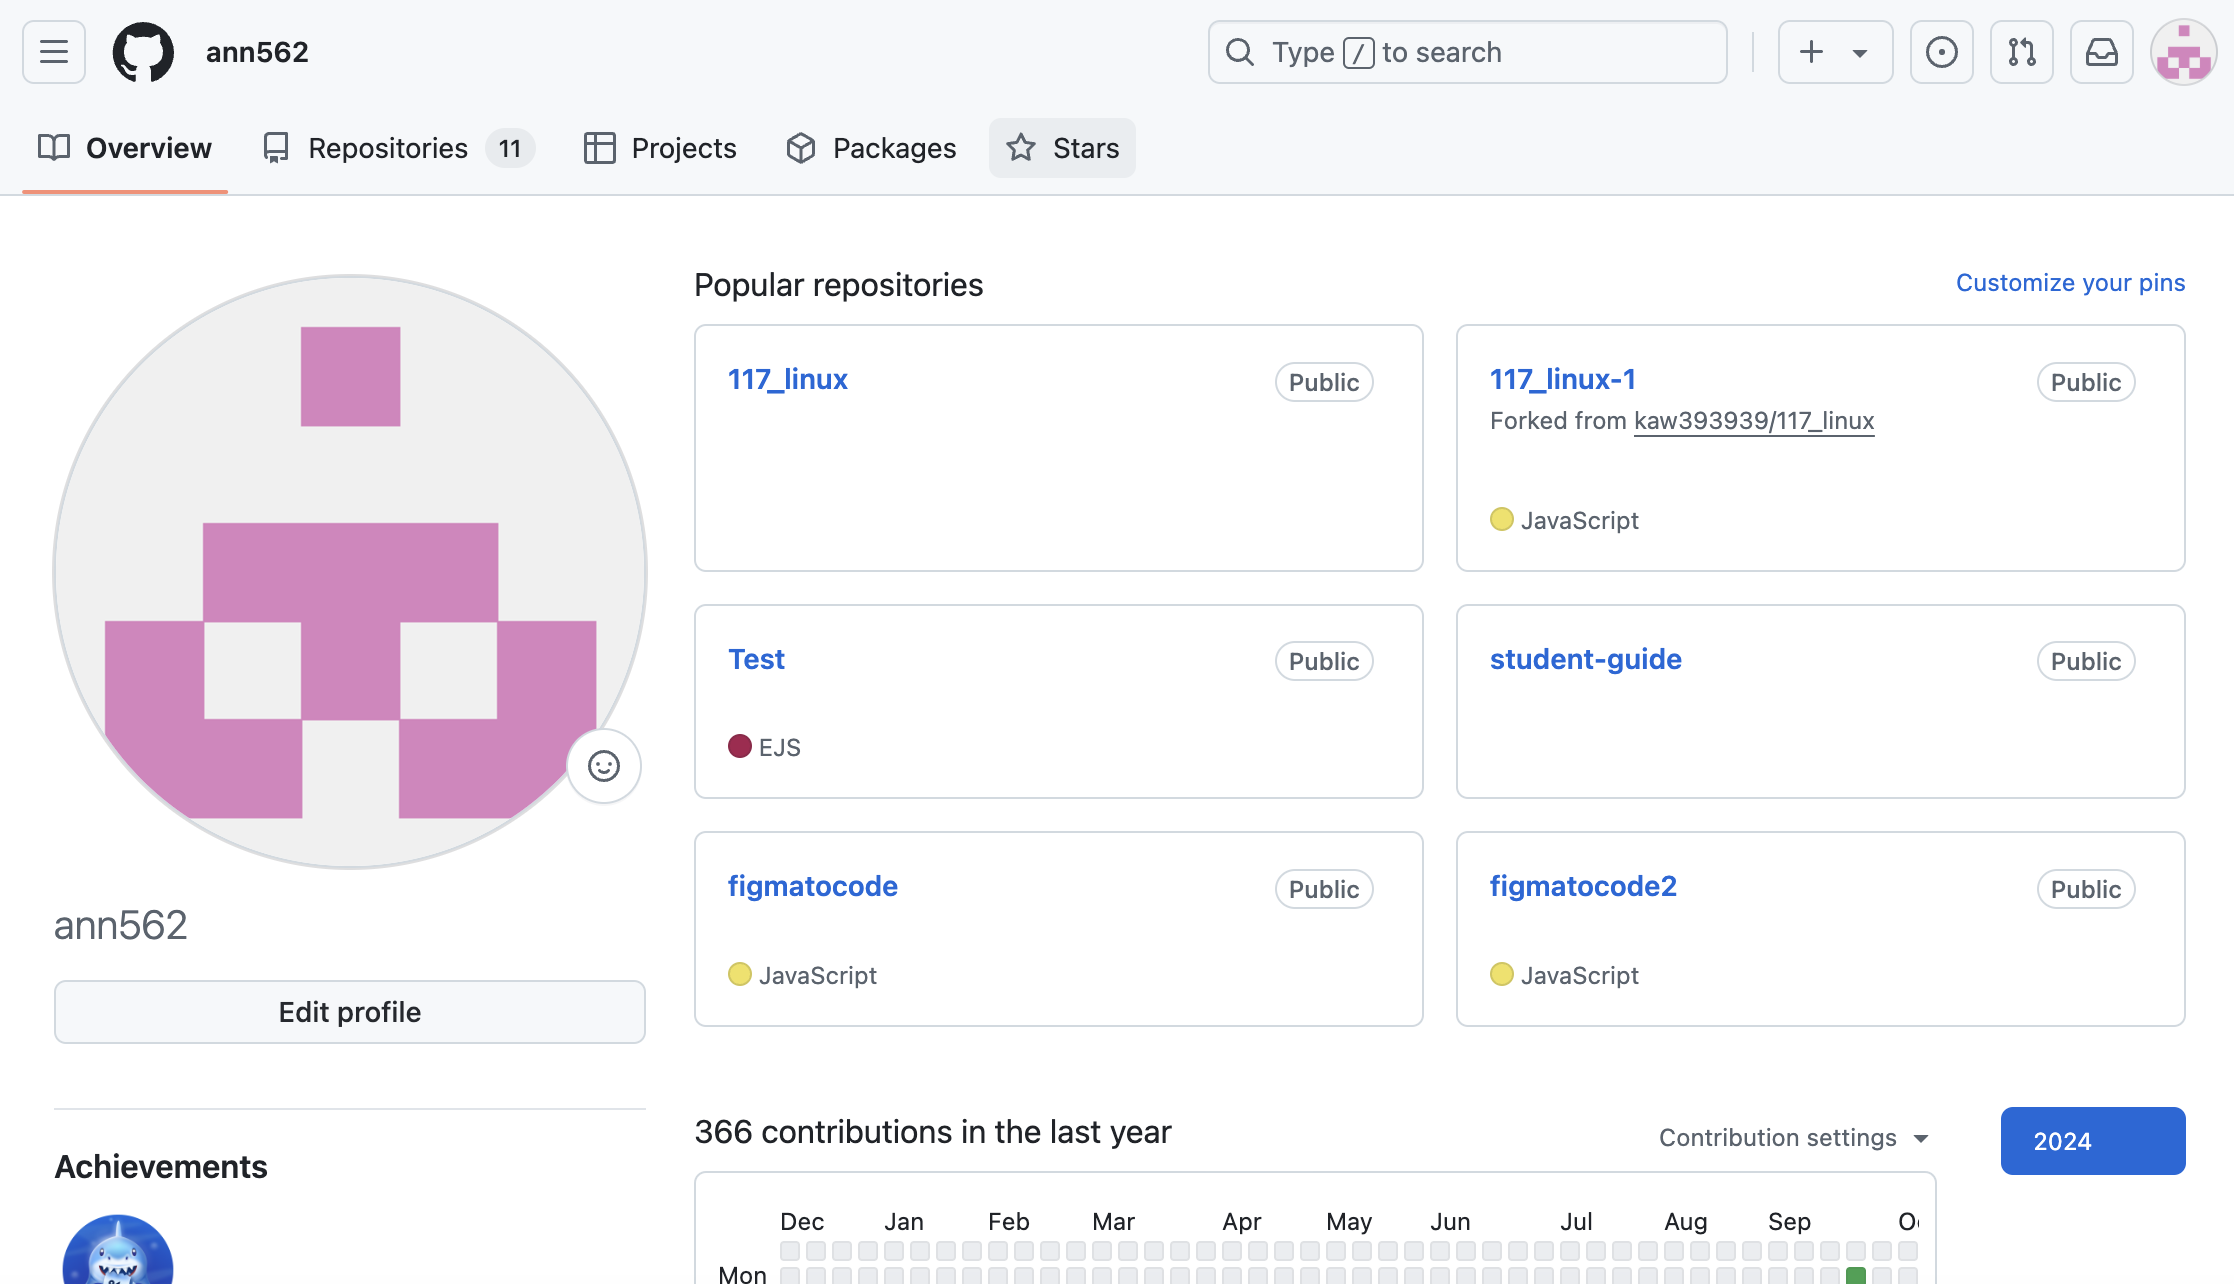 ann562
Type / to search
Overview
Repositories 11
Projects
Packages
Stars
Popular repositories
Customize your pins
117_linux
Public
117_linux-1
Public
Forked from kaw393939/117_linux
JavaScript
Test
Public
EJS
student-guide
Public
figmatocode
Public
JavaScript
figmatocode2
Public
JavaScript
ann562
Edit profile
Achievements
366 contributions in the last year
Contribution settings
2024
Dec Jan Feb Mar Apr May Jun Jul Aug Sep
Mon